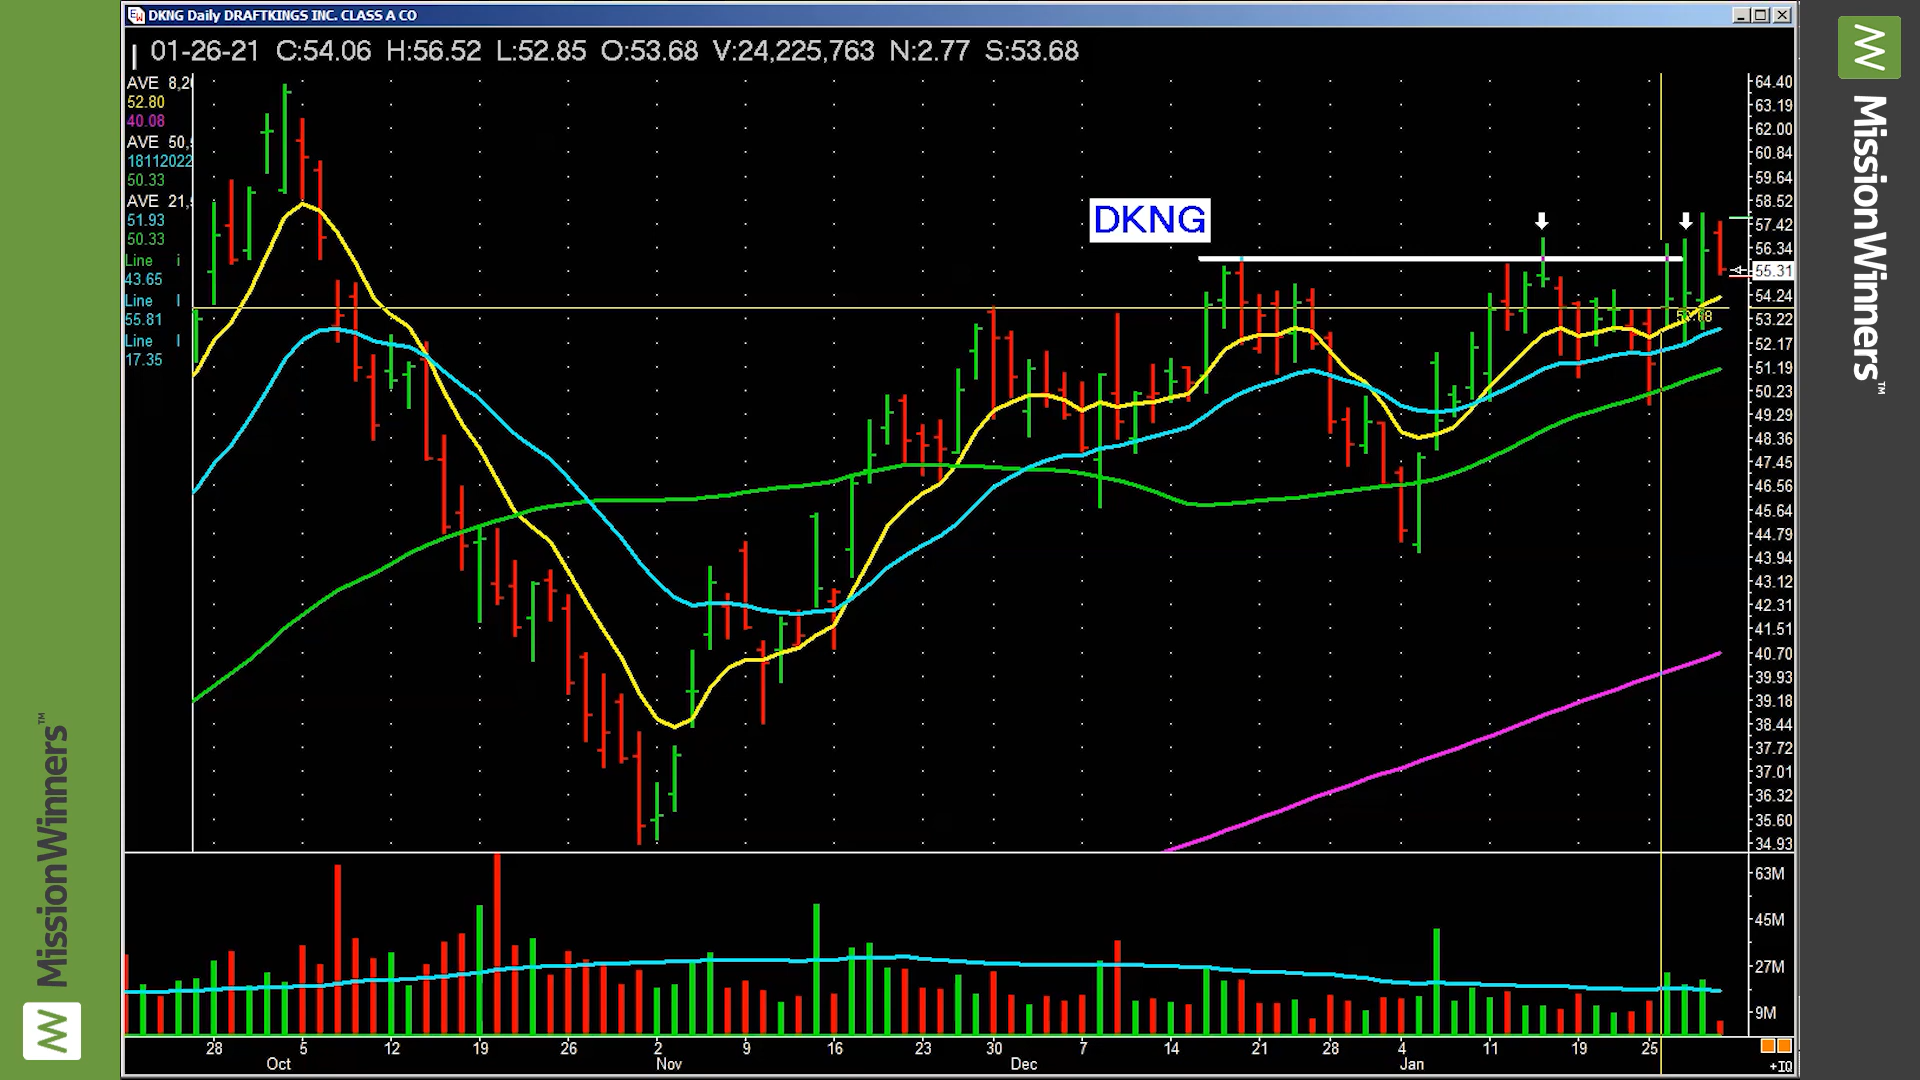 DKNG Daily DRAFTKINGS INC. CLASS A CO
01-26-21 C:54.06 H:56.52 L:52.85 O:53.68 V:24,225,763 N:2.77 S:53.68
AVE 8,20
52.80
40.08
AVE 50,
18112022
50.33
AVE 21,
51.93
50.33
Line i
43.65
Line l
55.81
Line l
17.35
DKNG
53.68
64.40
63.19
62.00
60.84
59.64
58.52
57.42
56.34
55.31
54.24
53.22
52.17
51.19
50.23
49.29
48.36
47.45
46.56
45.64
44.79
43.94
43.12
42.31
41.51
40.70
39.93
39.18
38.44
37.72
37.01
36.32
35.60
34.93
63M
45M
27M
9M
28 5 12 19 26 2 9 16 23 30 7 14 21 28 4 11 19 25
Oct Nov Dec Jan
+IQ
MissionWinners™
MissionWinners™